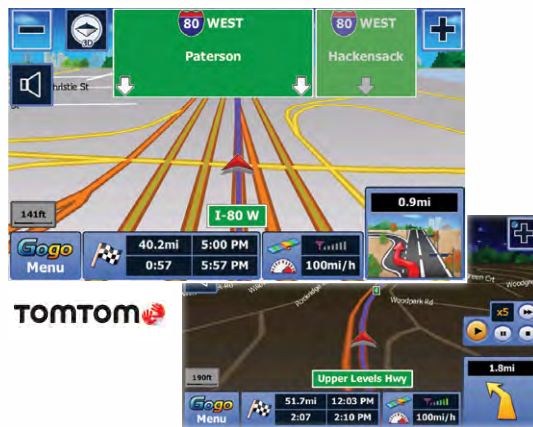 80 WEST
Paterson
80 WEST
Hackensack
3D
hristie St
St
141ft
I-80 W
0.9mi
Gogo
Menu
40.2mi 5:00 PM
0:57 5:57 PM
100mi/h
TOMTOM
Woodpark Rd
x5
190ft
Upper Levels Hwy
1.8mi
Gogo
Menu
51.7mi 12:03 PM
2:07 2:10 PM
100mi/h